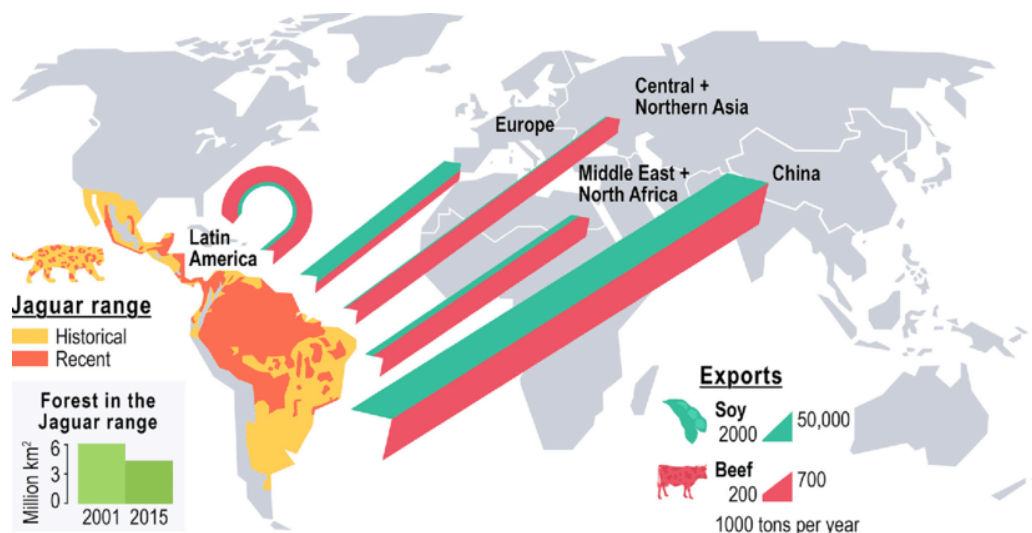 Central +
Northern Asia
Europe
Middle East +
North Africa
China
Latin
America
Jaguar range
Historical
Recent
Forest in the
Jaguar range
Million km²
6
3
0
2001 2015
Exports
Soy
2000 50,000
Beef
200 700
1000 tons per year